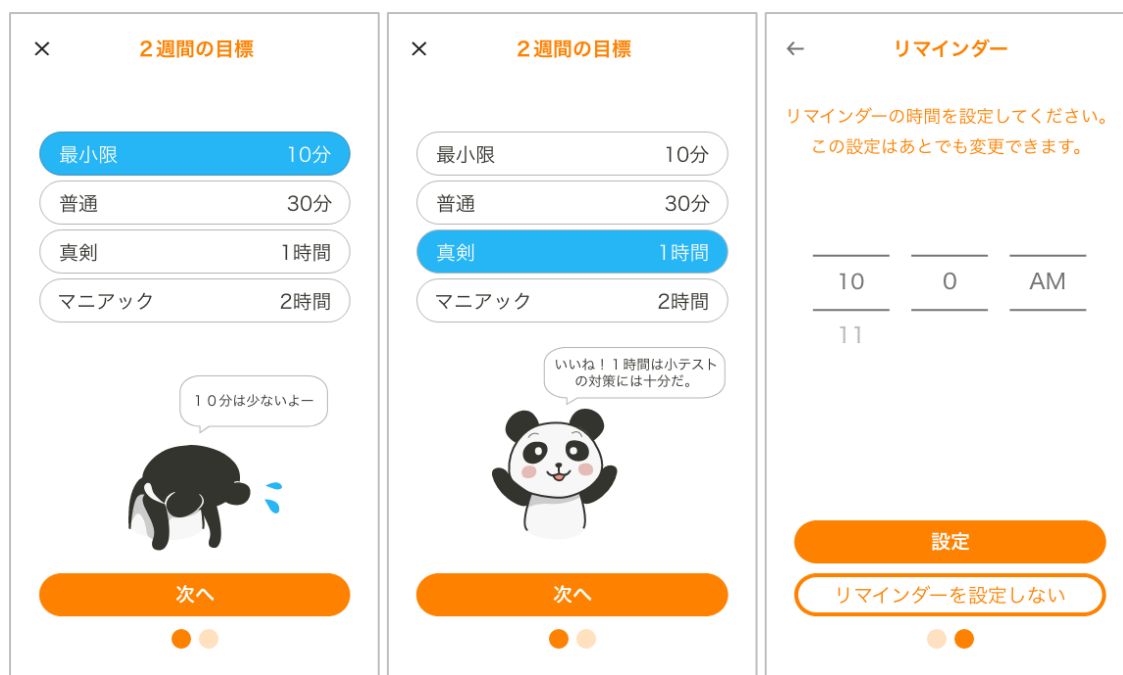 × ２週間の目標
最小限 10分
普通 30分
真剣 1時間
マニアック 2時間
１０分は少ないよー
次へ
× ２週間の目標
最小限 10分
普通 30分
真剣 1時間
マニアック 2時間
いいね！１時間は小テスト
の対策には十分だ。
次へ
← リマインダー
リマインダーの時間を設定してください。
この設定はあとでも変更できます。
10 0 AM
11
設定
リマインダーを設定しない